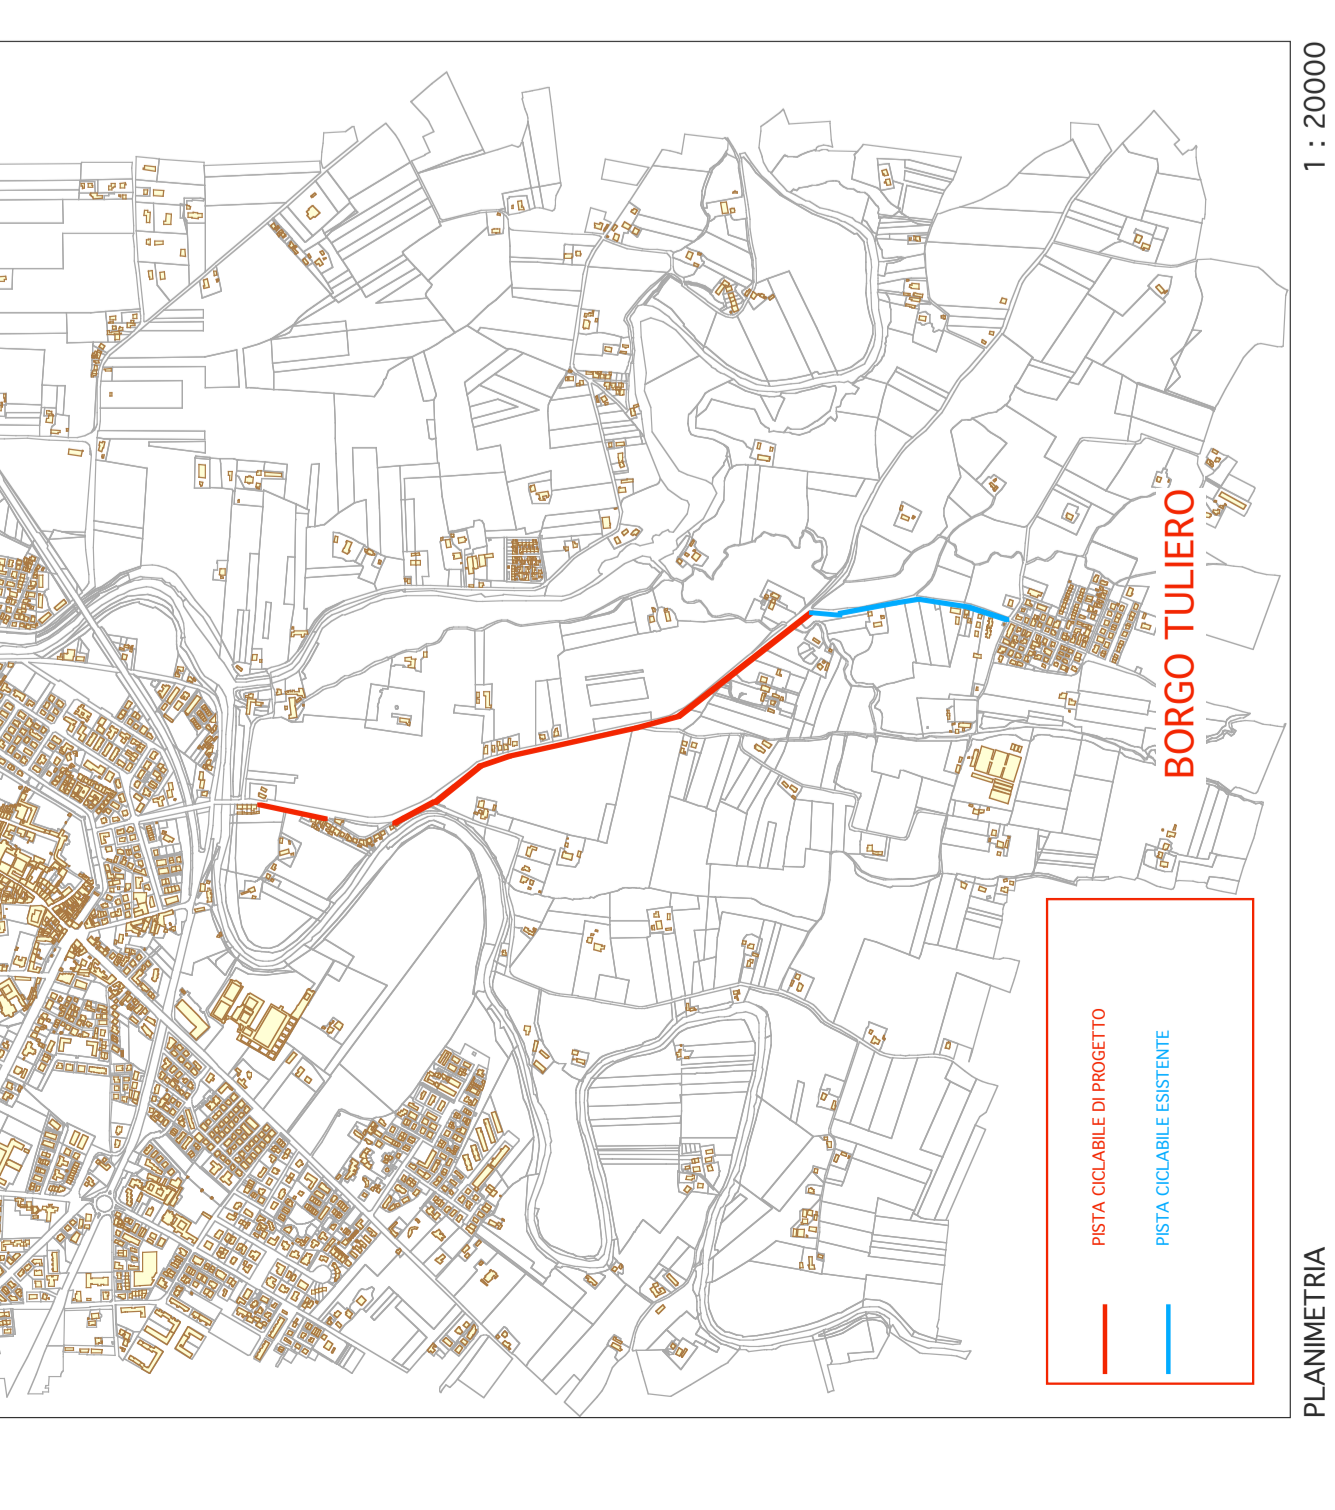 PLANIMETRIA
1 : 20000
BORGO TULIERO
PISTA CICLABILE DI PROGETTO
PISTA CICLABILE ESISTENTE